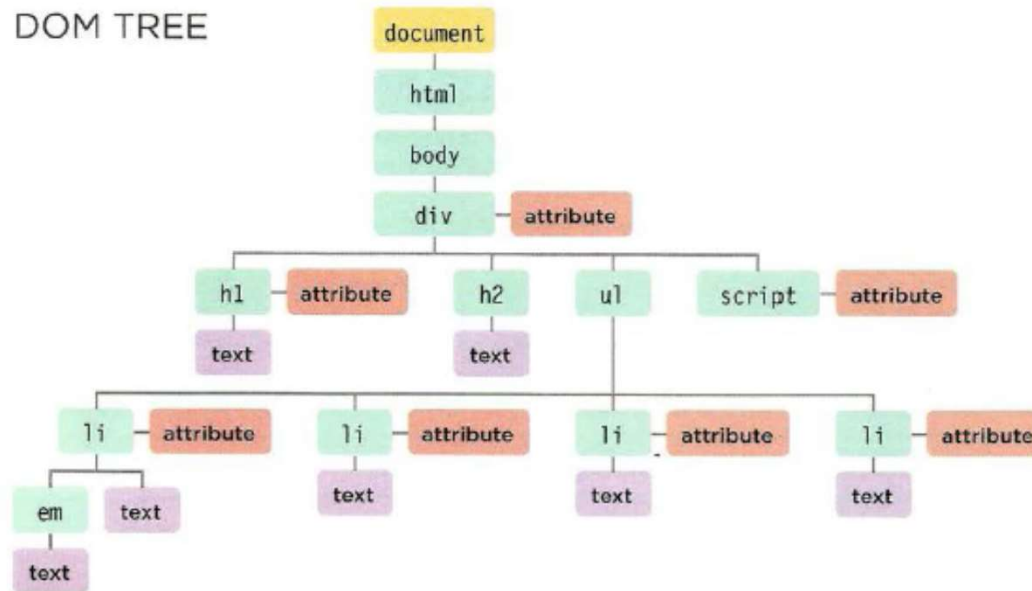 DOM TREE
document
html
body
div attribute
h1 attribute h2 ul script attribute
text text
li attribute li attribute li attribute li attribute
em text text text text
text